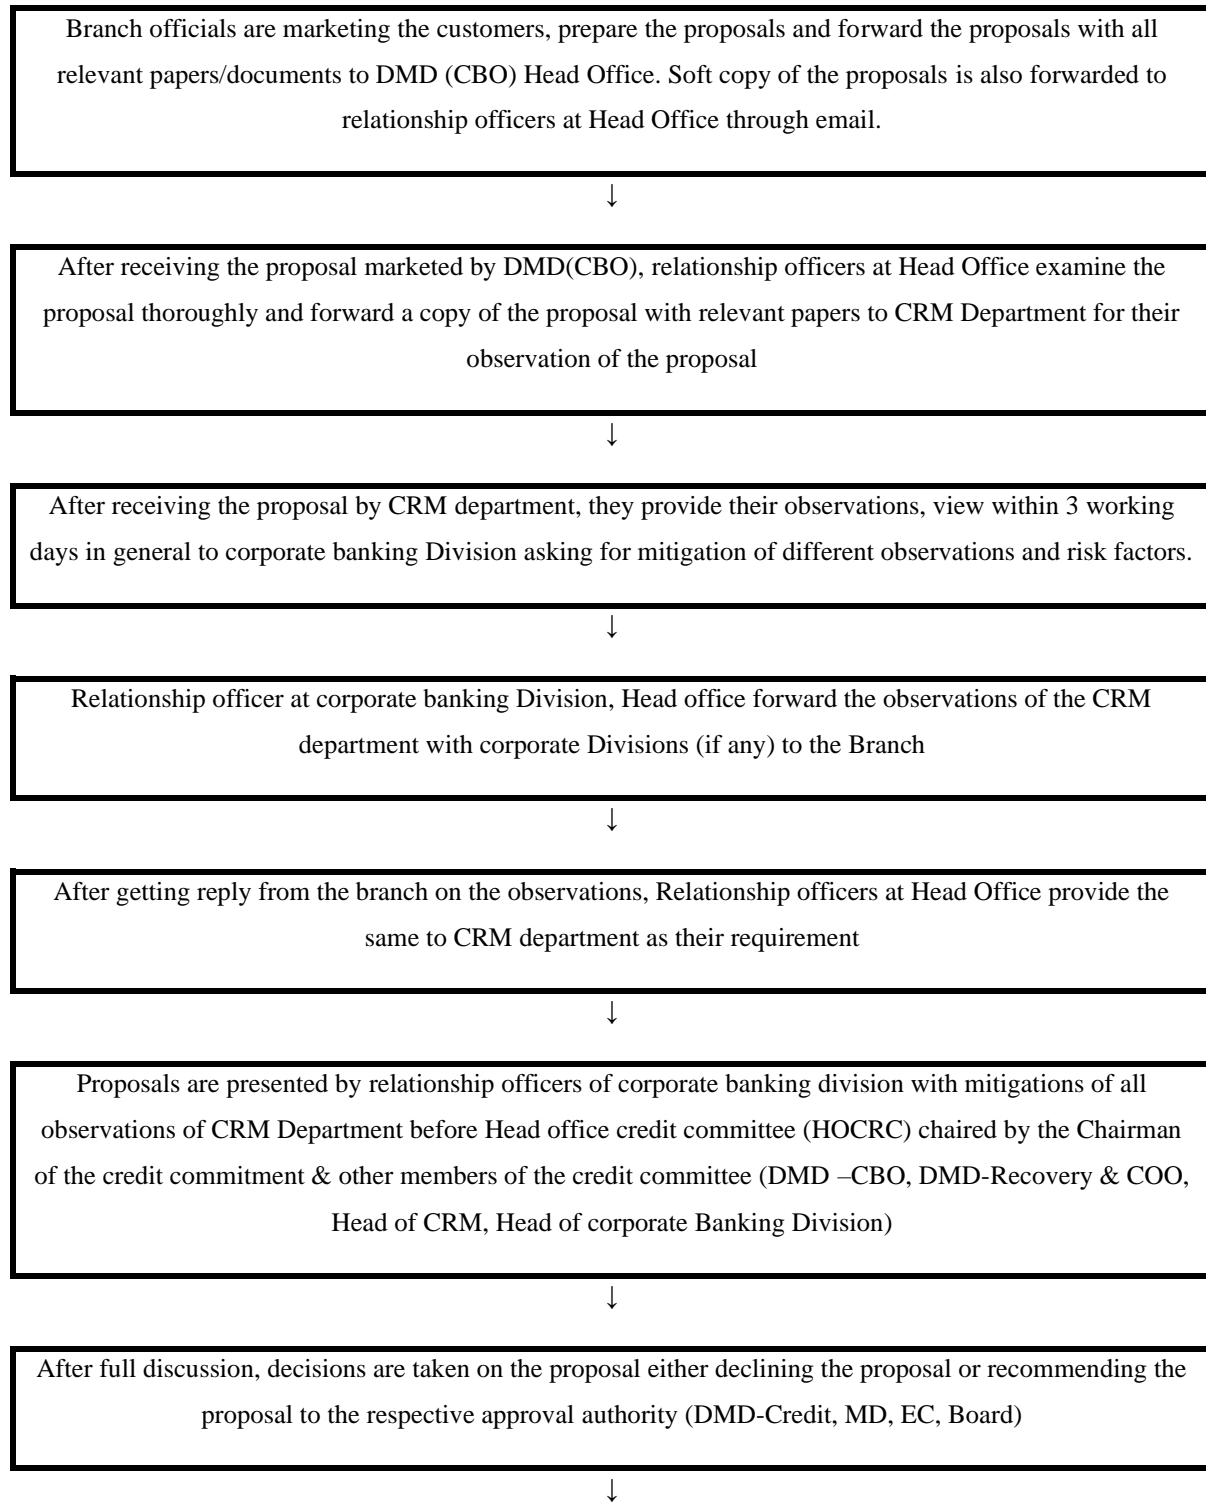 Branch officials are marketing the customers, prepare the proposals and forward the proposals with all
relevant papers/documents to DMD (CBO) Head Office. Soft copy of the proposals is also forwarded to
relationship officers at Head Office through email.
↓
After receiving the proposal marketed by DMD(CBO), relationship officers at Head Office examine the
proposal thoroughly and forward a copy of the proposal with relevant papers to CRM Department for their
observation of the proposal
↓
After receiving the proposal by CRM department, they provide their observations, view within 3 working
days in general to corporate banking Division asking for mitigation of different observations and risk factors.
↓
Relationship officer at corporate banking Division, Head office forward the observations of the CRM
department with corporate Divisions (if any) to the Branch
↓
After getting reply from the branch on the observations, Relationship officers at Head Office provide the
same to CRM department as their requirement
↓
Proposals are presented by relationship officers of corporate banking division with mitigations of all
observations of CRM Department before Head office credit committee (HOCRC) chaired by the Chairman
of the credit commitment & other members of the credit committee (DMD –CBO, DMD-Recovery & COO,
Head of CRM, Head of corporate Banking Division)
↓
After full discussion, decisions are taken on the proposal either declining the proposal or recommending the
proposal to the respective approval authority (DMD-Credit, MD, EC, Board)
↓